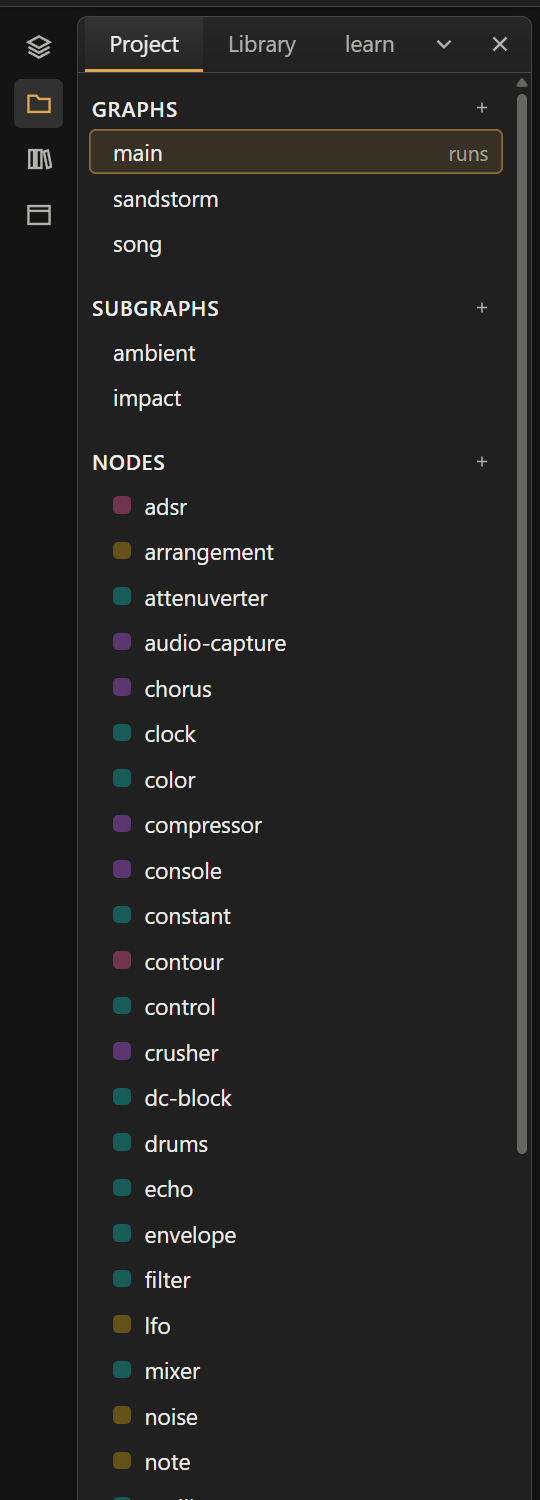 Project Library learn
GRAPHS +
main runs
sandstorm
song
SUBGRAPHS +
ambient
impact
NODES +
adsr
arrangement
attenuverter
audio-capture
chorus
clock
color
compressor
console
constant
contour
control
crusher
dc-block
drums
echo
envelope
filter
lfo
mixer
noise
note